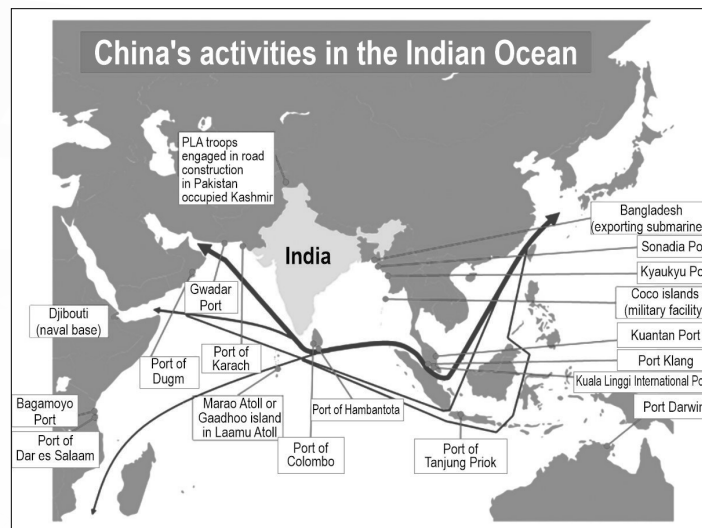 China's activities in the Indian Ocean
PLA troops
engaged in road
construction
in Pakistan
occupied Kashmir
India
Bangladesh
(exporting submarine
Sonadia Po
Kyaukyu Po
Coco islands
(military facility)
Kuantan Port
Port Klang
Kuala Linggi International Po
Port Darwin
Gwadar
Port
Djibouti
(naval base)
Port of
Dugm
Port of
Karach
Bagamoyo
Port
Port of
Dar es Salaam
Marao Atoll or
Gaadhoo island
in Laamu Atoll
Port of Hambantota
Port of
Colombo
Port of
Tanjung Priok